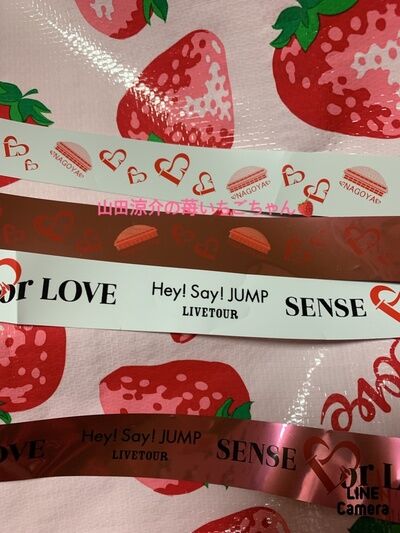 NAGOYA NAGOYA NAGOYA
山田涼介の苺いちごちゃん🍓
or LOVE Hey! Say! JUMP SENSE
LIVETOUR
OVE Hey! Say! JUMP SENSE or L
LIVETOUR
LINE
Camera